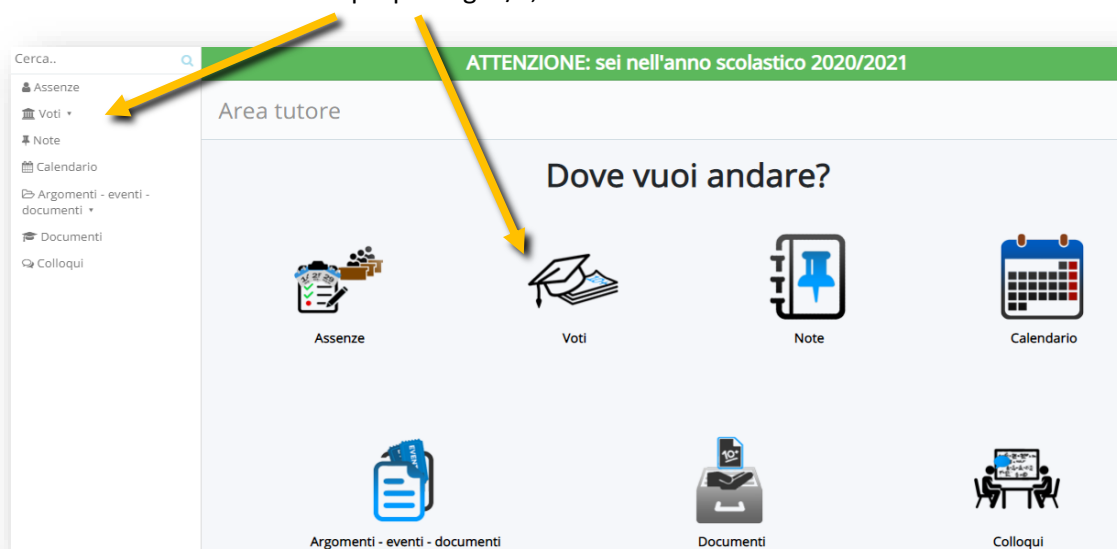 Cerca..
ATTENZIONE: sei nell'anno scolastico 2020/2021
Assenze
Voti
Note
Calendario
Argomenti - eventi -
documenti
Documenti
Colloqui
Area tutore
Dove vuoi andare?
Assenze
Voti
Note
Calendario
Argomenti - eventi - documenti
Documenti
Colloqui